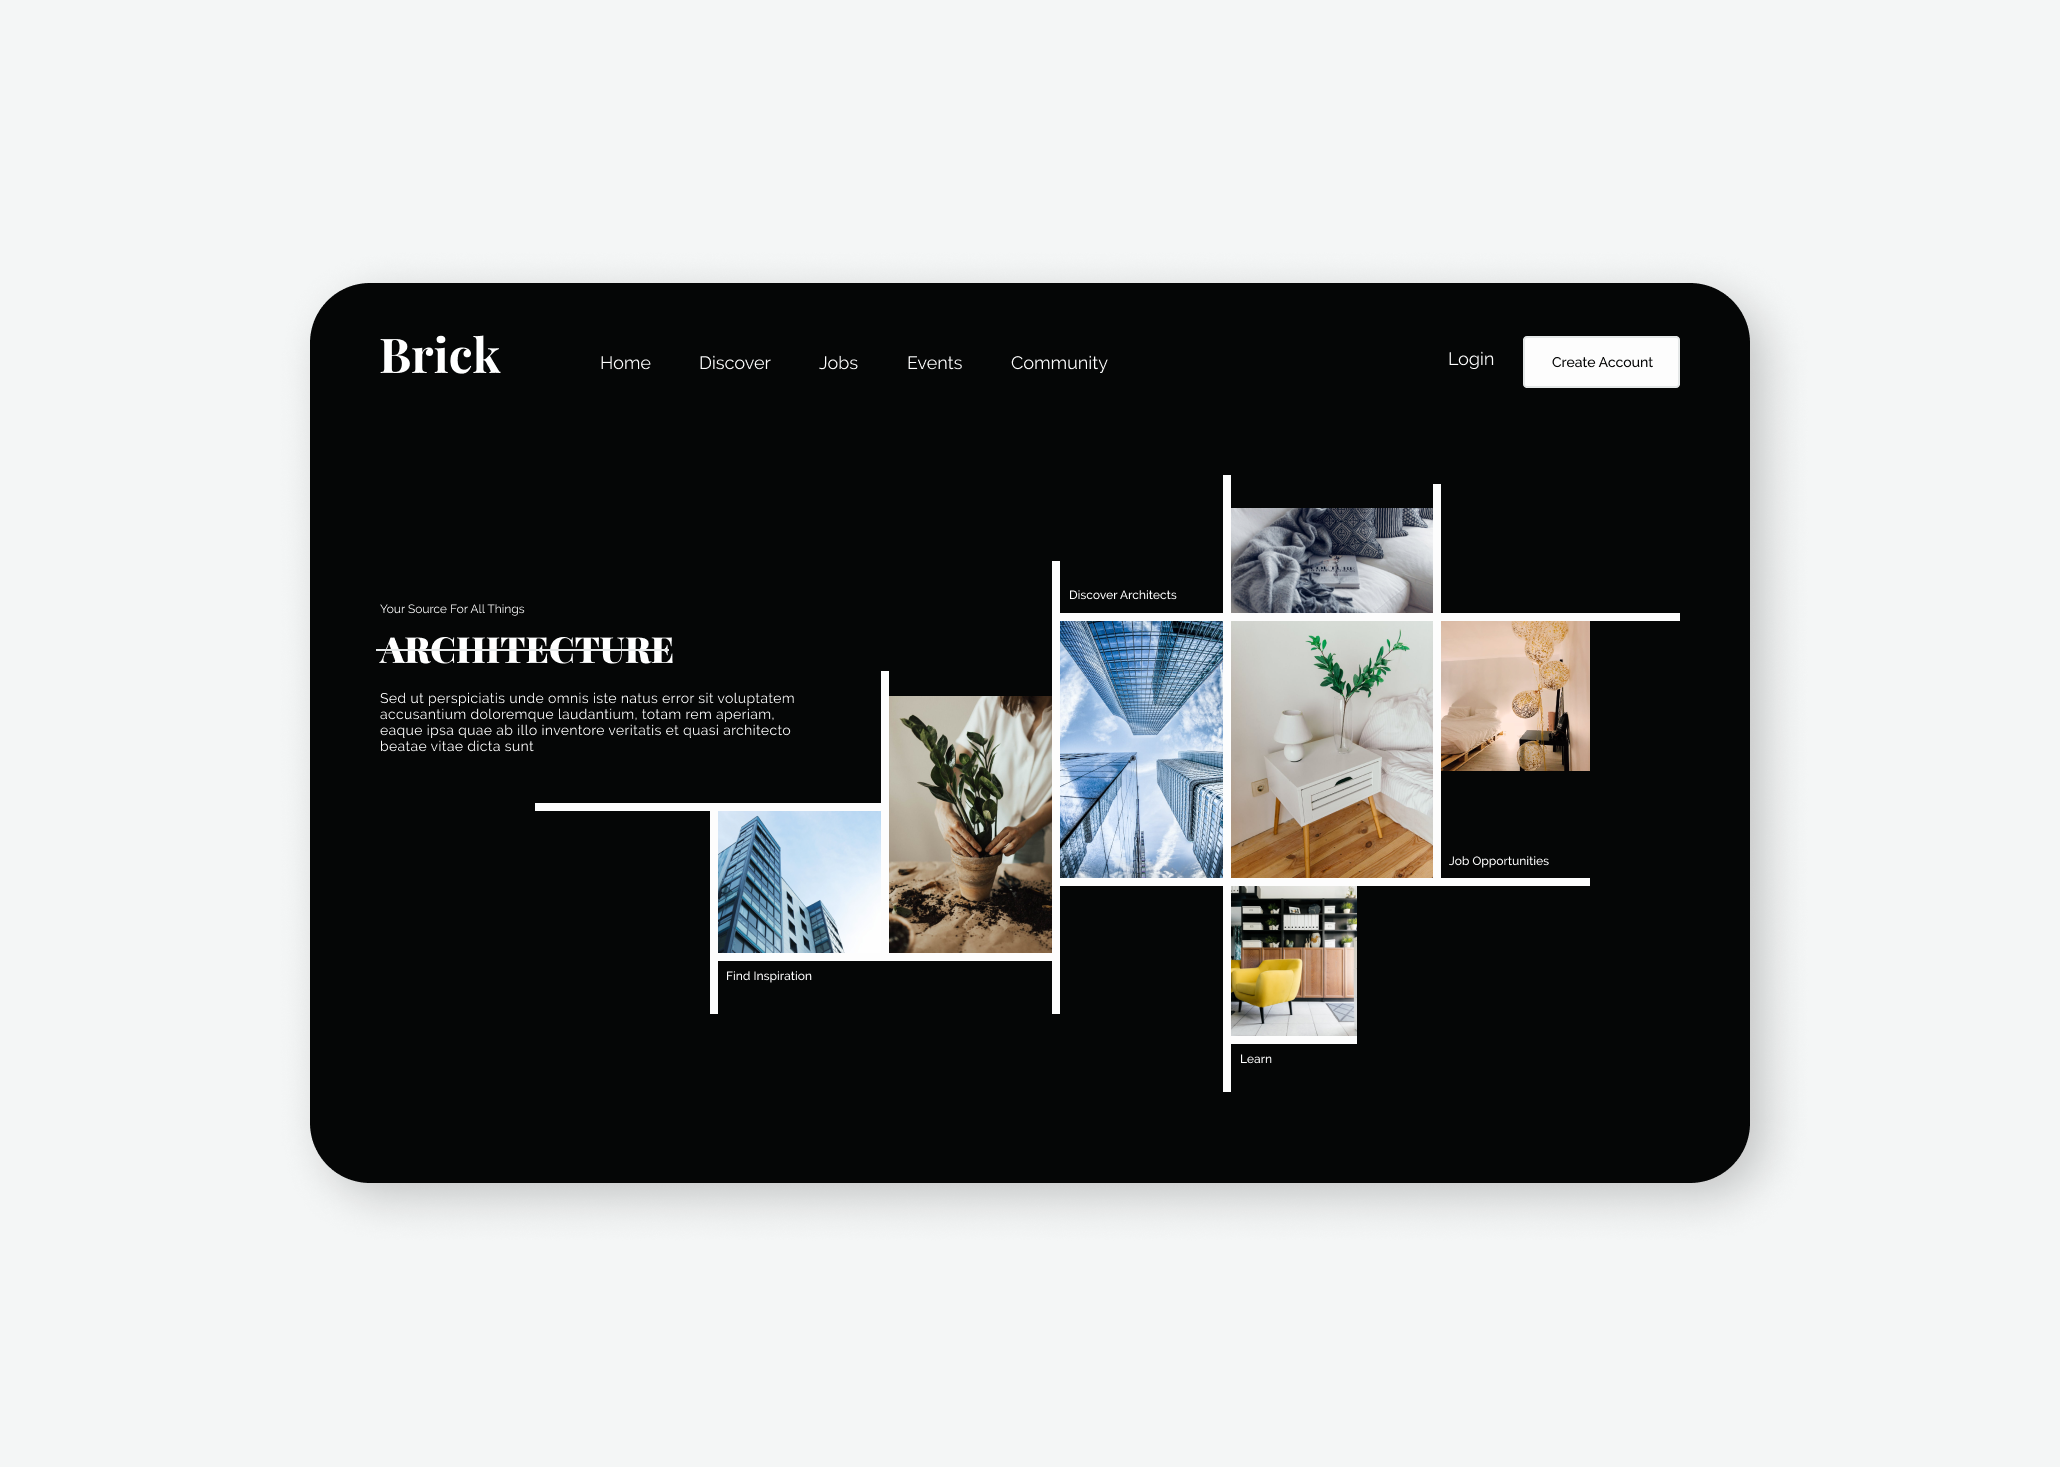 Brick
Home
Discover
Jobs
Events
Community
Login
Create Account
Discover Architects
Your Source For All Things
ARCHITECTURE
Sed ut perspiciatis unde omnis iste natus error sit voluptatem
accusantium doloremque laudantium, totam rem aperiam,
eaque ipsa quae ab illo inventore veritatis et quasi architecto
beatae vitae dicta sunt
Job Opportunities
Find Inspiration
Learn